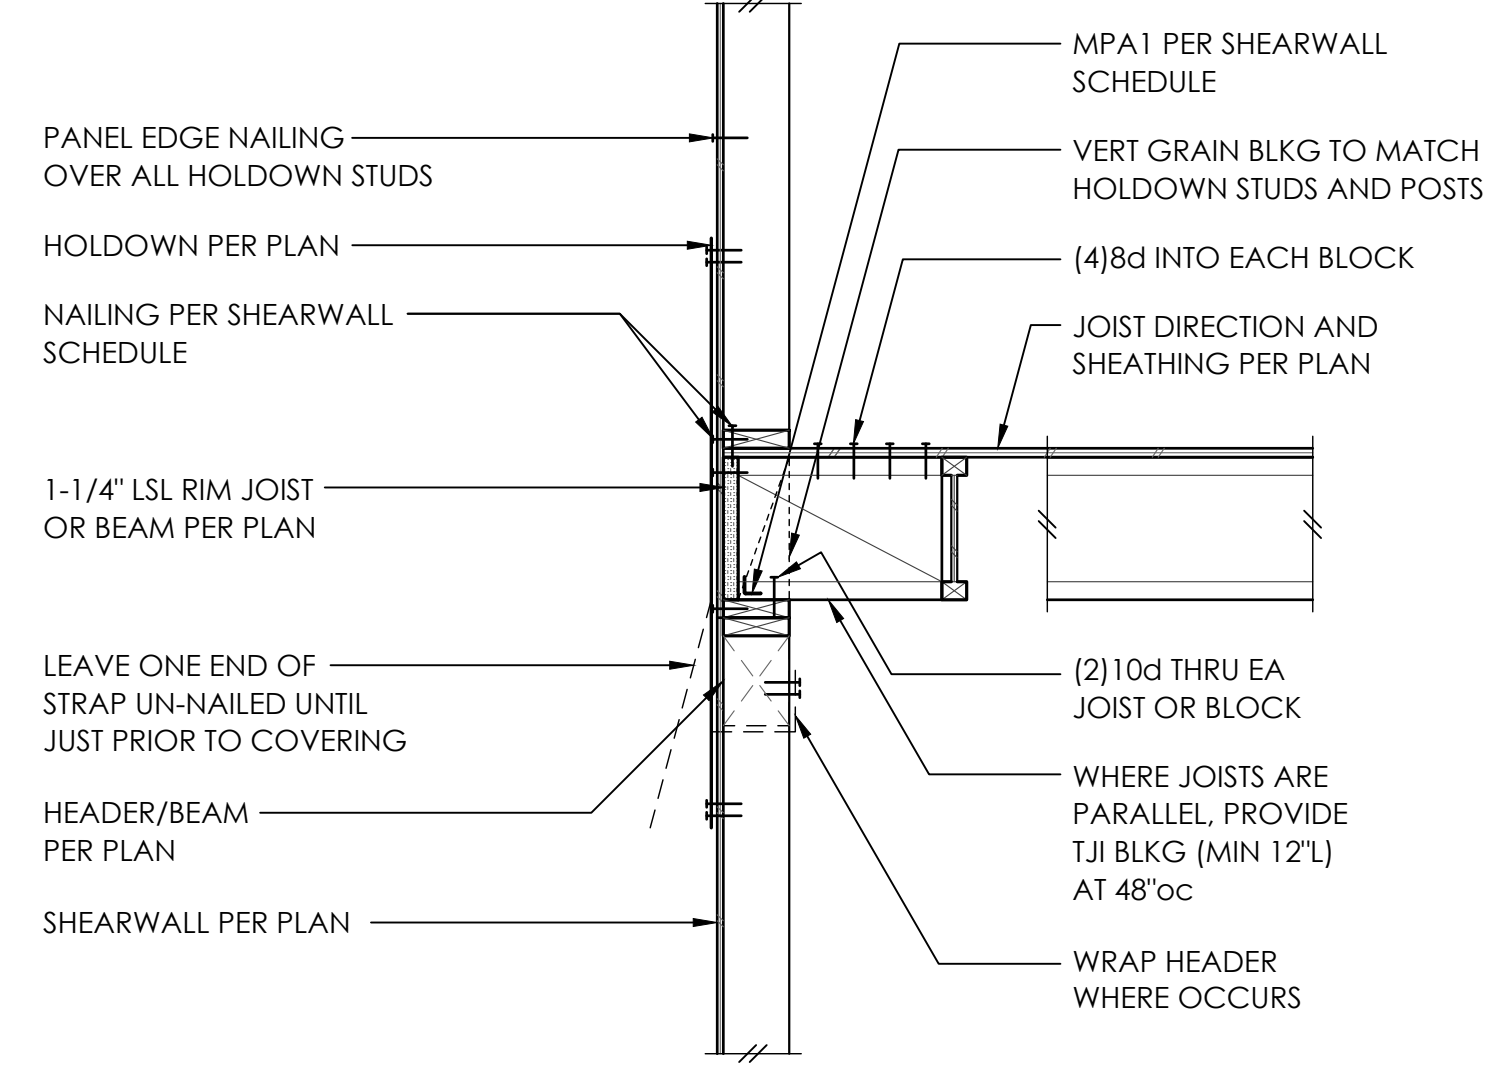 PANEL EDGE NAILING
OVER ALL HOLDOWN STUDS
HOLDOWN PER PLAN
NAILING PER SHEARWALL
SCHEDULE
1-1/4" LSL RIM JOIST
OR BEAM PER PLAN
LEAVE ONE END OF
STRAP UN-NAILED UNTIL
JUST PRIOR TO COVERING
HEADER/BEAM
PER PLAN
SHEARWALL PER PLAN
MPA1 PER SHEARWALL
SCHEDULE
VERT GRAIN BLKG TO MATCH
HOLDOWN STUDS AND POSTS
(4)8d INTO EACH BLOCK
JOIST DIRECTION AND
SHEATHING PER PLAN
(2)10d THRU EA
JOIST OR BLOCK
WHERE JOISTS ARE
PARALLEL, PROVIDE
TJI BLKG (MIN 12"L)
AT 48"oc
WRAP HEADER
WHERE OCCURS